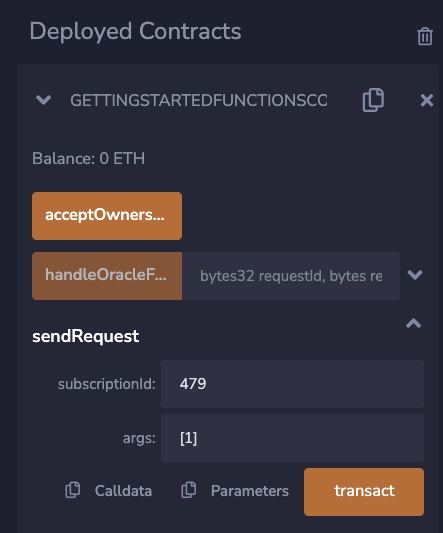 Deployed Contracts
GETTINGSTARTEDFUNCTIONSCO
Balance: 0 ETH
acceptOwners...
handleOracleF... bytes32 requestId, bytes re
sendRequest
subscriptionId: 479
args: [1]
Calldata Parameters transact